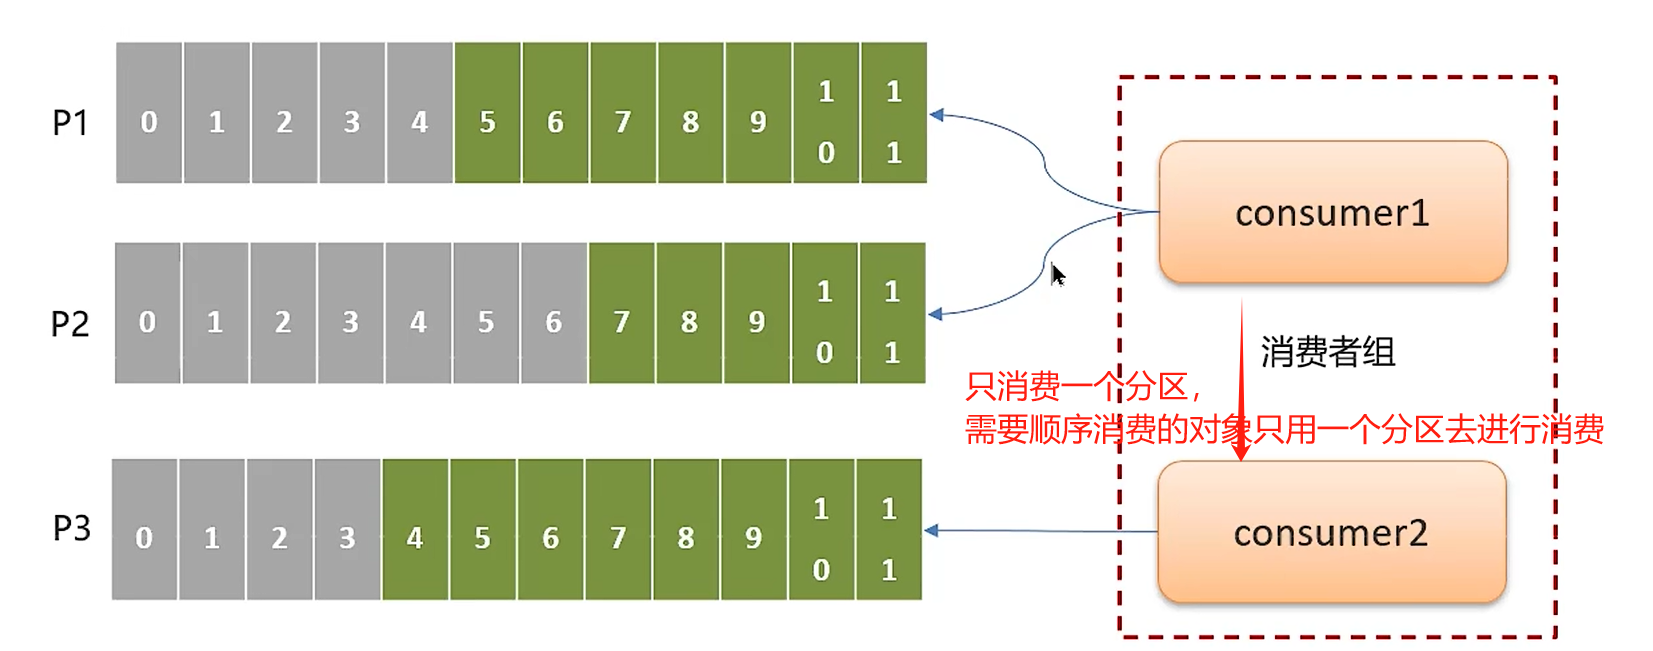 P1
0 1 2 3 4 5 6 7 8 9 10 11
consumer1
P2
0 1 2 3 4 5 6 7 8 9 10 11
消费者组
只消费一个分区，
需要顺序消费的对象只用一个分区去进行消费
P3
0 1 2 3 4 5 6 7 8 9 10 11
consumer2